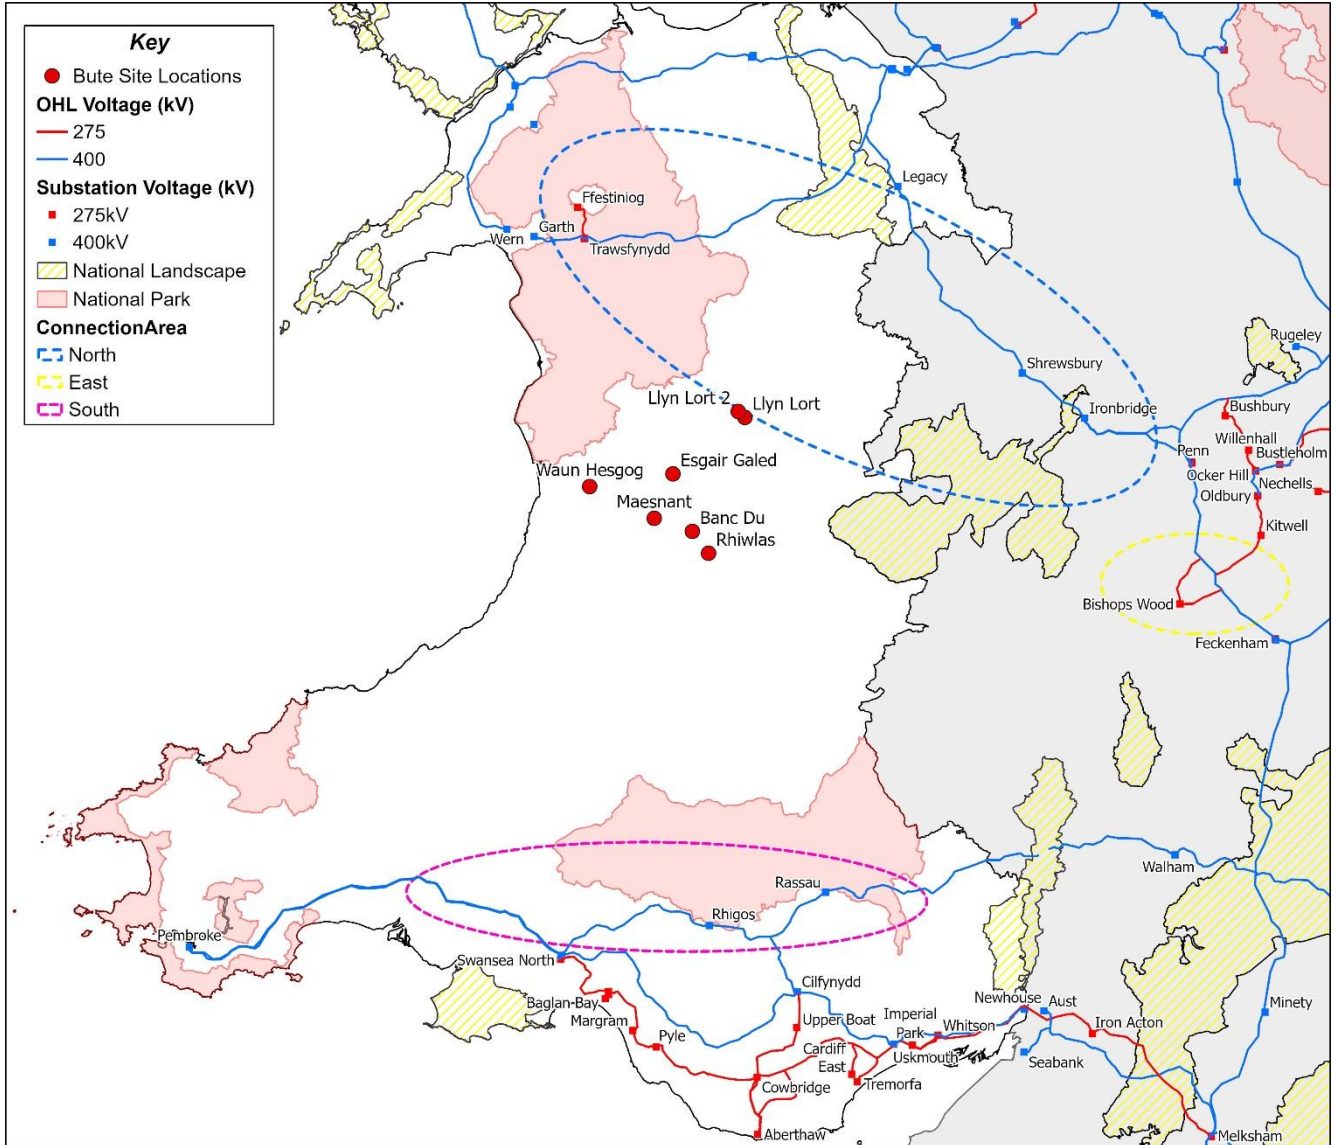 Key
Bute Site Locations
OHL Voltage (kV)
275
400
Substation Voltage (kV)
275kV
400kV
National Landscape
National Park
ConnectionArea
North
East
South
Legacy
Ffestiniog
Garth
Wern
Trawsfynydd
Rugeley
Shrewsbury
Llyn Lort 2
Llyn Lort
Ironbridge
Bushbury
Willenhall
Penn
Bustleholm
Ocker Hill
Nechells
Oldbury
Kitwell
Waun Hesgog
Esgair Galed
Maesnant
Banc Du
Rhiwlas
Bishops Wood
Feckenham
Walham
Rassau
Rhigos
Pembroke
Swansea North
Cilfynydd
Baglan-Bay
Margram
Upper Boat
Imperial
Park
Whitson
Newhouse
Aust
Minety
Pyle
Cardiff
East
Uskmouth
Iron Acton
Seabank
Cowbridge
Tremorfa
Aberthaw
Melksham